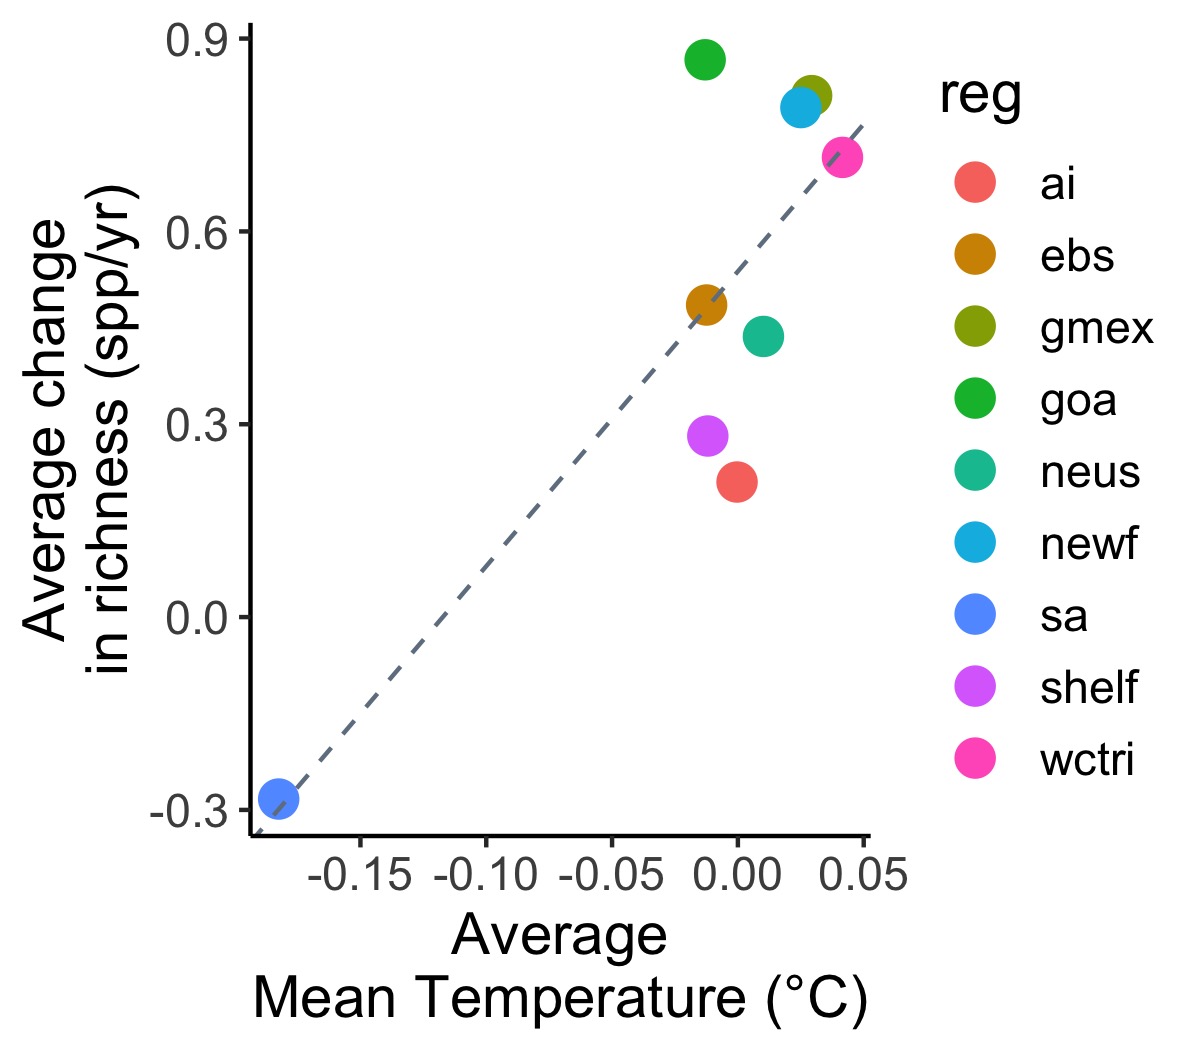 Average change
in richness (spp/yr)
0.9
0.6
0.3
0.0
-0.3
-0.15 -0.10 -0.05 0.00 0.05
Average
Mean Temperature (°C)
reg
ai
ebs
gmex
goa
neus
newf
sa
shelf
wctri